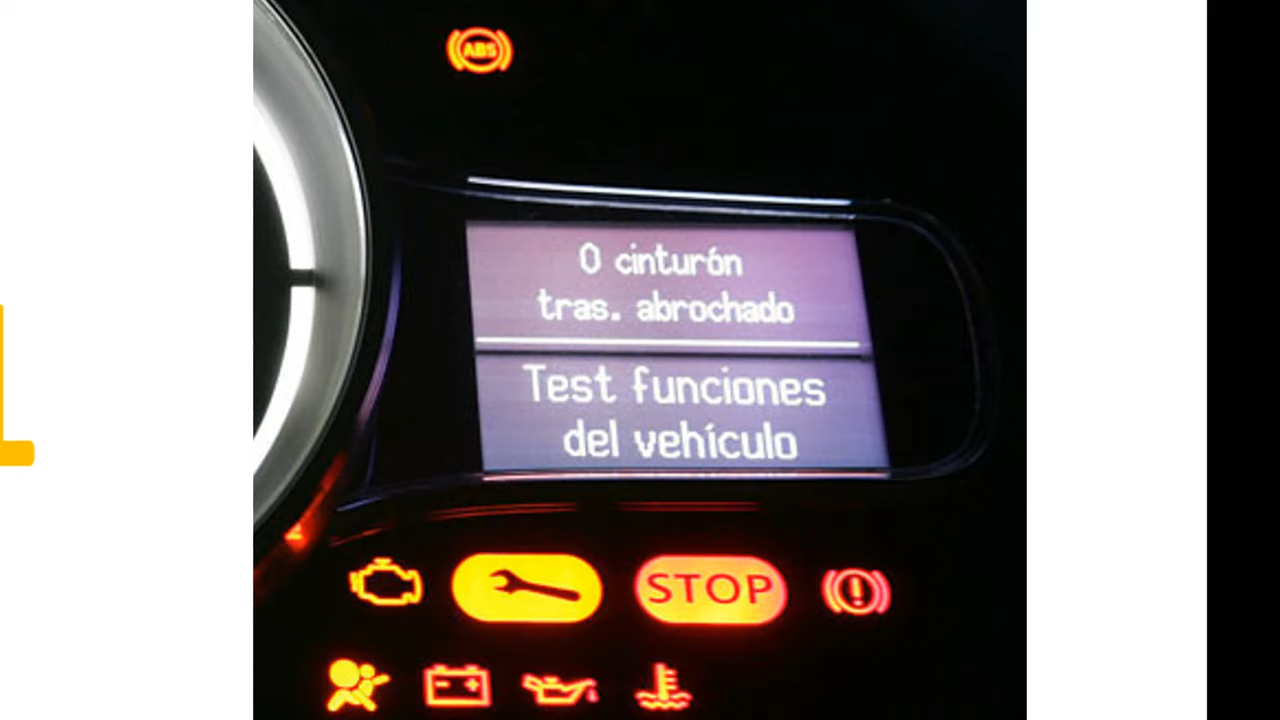 ABS
0 cinturón
tras. abrochado
Test funciones
del vehículo
STOP